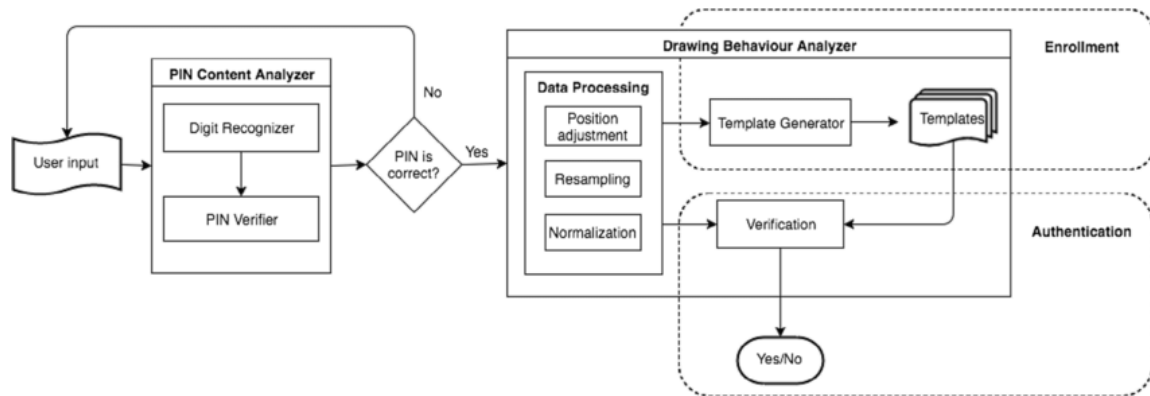 User input
PIN Content Analyzer
Digit Recognizer
PIN Verifier
No
PIN is
correct?
Yes
Drawing Behaviour Analyzer
Data Processing
Position
adjustment
Resampling
Normalization
Enrollment
Template Generator
Templates
Authentication
Verification
Yes/No